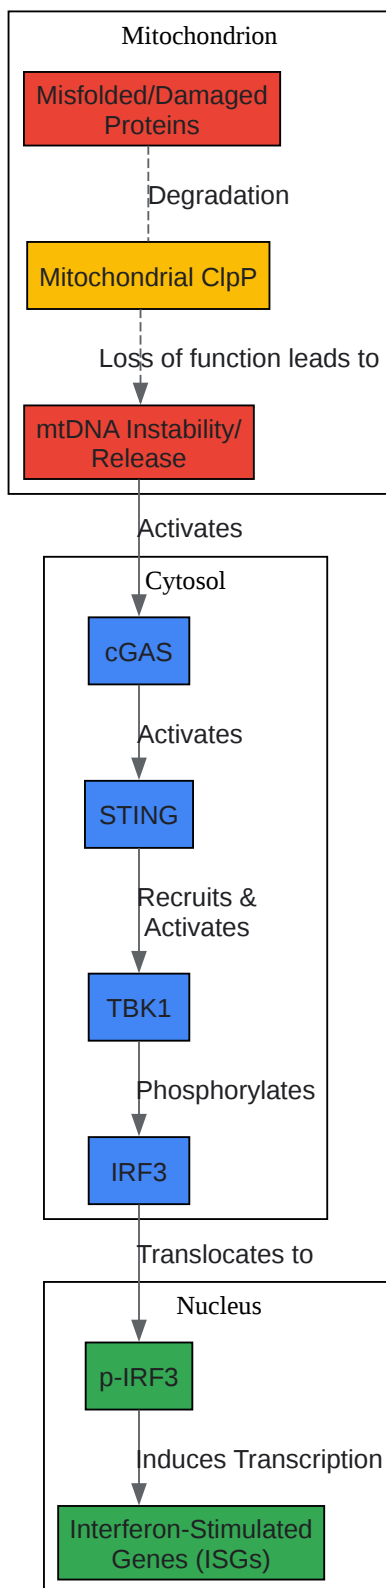 Mitochondrion
Misfolded/Damaged
Proteins
Degradation
Mitochondrial ClpP
Loss of function leads to
mtDNA Instability/
Release
Activates
Cytosol
cGAS
Activates
STING
Recruits &
Activates
TBK1
Phosphorylates
IRF3
Translocates to
Nucleus
p-IRF3
Induces Transcription
Interferon-Stimulated
Genes (ISGs)